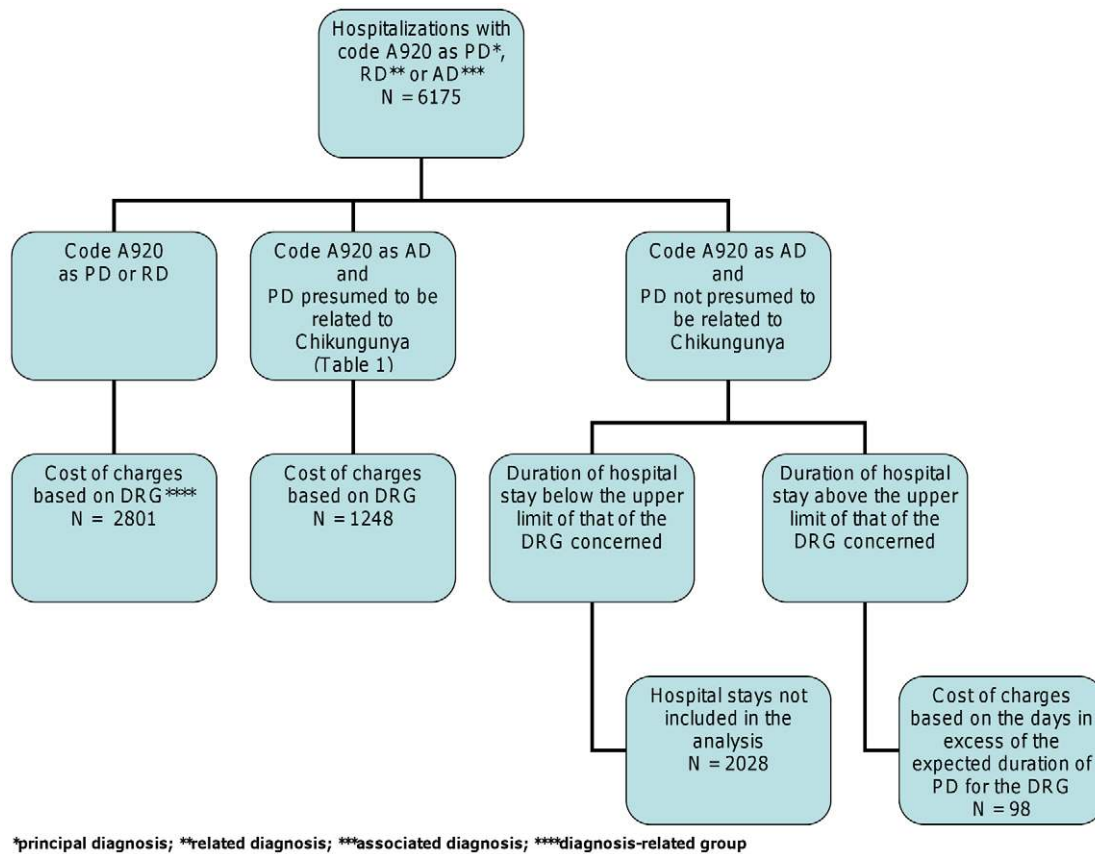 Hospitalizations with
code A920 as PD*,
RD** or AD***
N = 6175
Code A920
as PD or RD
Code A920 as AD
and
PD presumed to be
related to
Chikungunya
(Table 1)
Code A920 as AD
and
PD not presumed to
be related to
Chikungunya
Cost of charges
based on DRG****
N = 2801
Cost of charges
based on DRG
N = 1248
Duration of hospital
stay below the upper
limit of that of the
DRG concerned
Duration of hospital
stay above the upper
limit of that of the
DRG concerned
Hospital stays not
included in the
analysis
N = 2028
Cost of charges
based on the days in
excess of the
expected duration of
PD for the DRG
N = 98
*principal diagnosis; **related diagnosis; ***associated diagnosis; ****diagnosis-related group